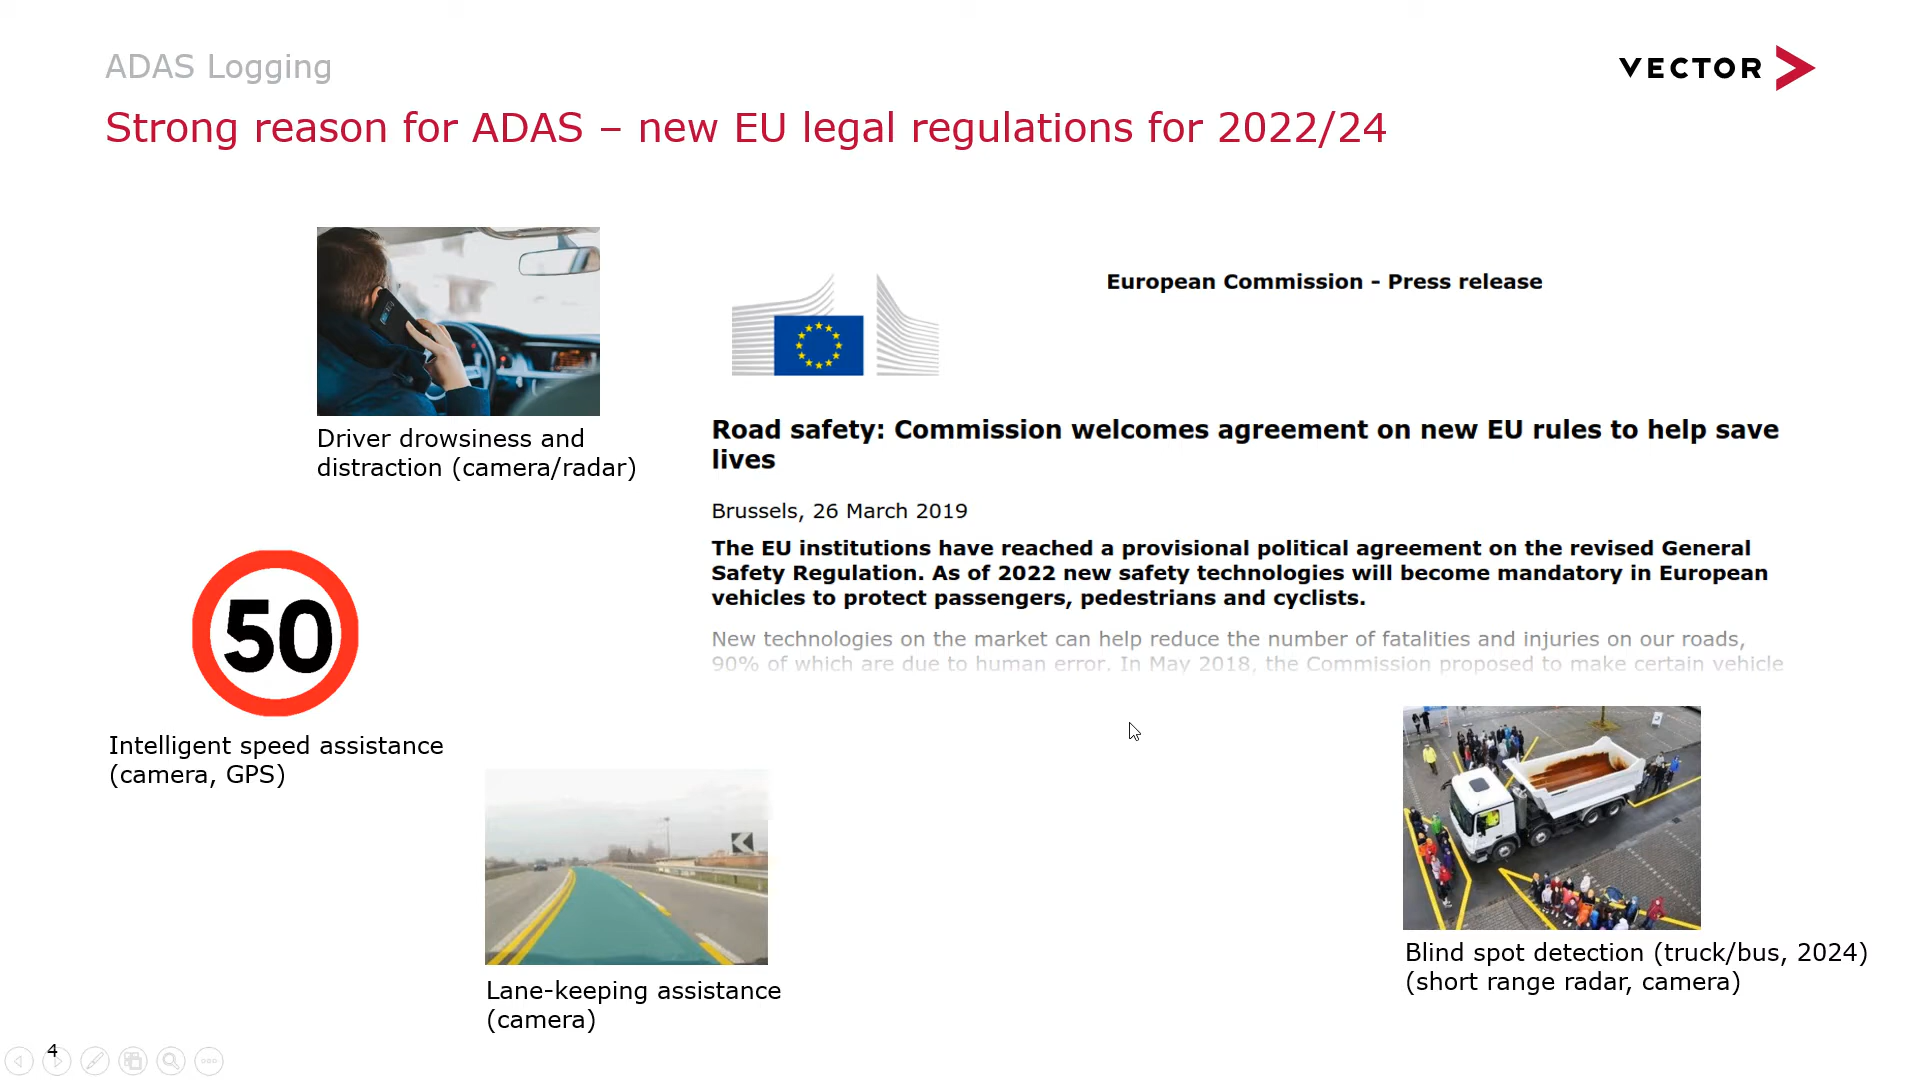 ADAS Logging
VECTOR
Strong reason for ADAS – new EU legal regulations for 2022/24
European Commission - Press release
Driver drowsiness and
distraction (camera/radar)
Road safety: Commission welcomes agreement on new EU rules to help save
lives
Brussels, 26 March 2019
The EU institutions have reached a provisional political agreement on the revised General
Safety Regulation. As of 2022 new safety technologies will become mandatory in European
vehicles to protect passengers, pedestrians and cyclists.
New technologies on the market can help reduce the number of fatalities and injuries on our roads,
90% of which are due to human error. In May 2018, the Commission proposed to make certain vehicle
50
Intelligent speed assistance
(camera, GPS)
Lane-keeping assistance
(camera)
Blind spot detection (truck/bus, 2024)
(short range radar, camera)
4